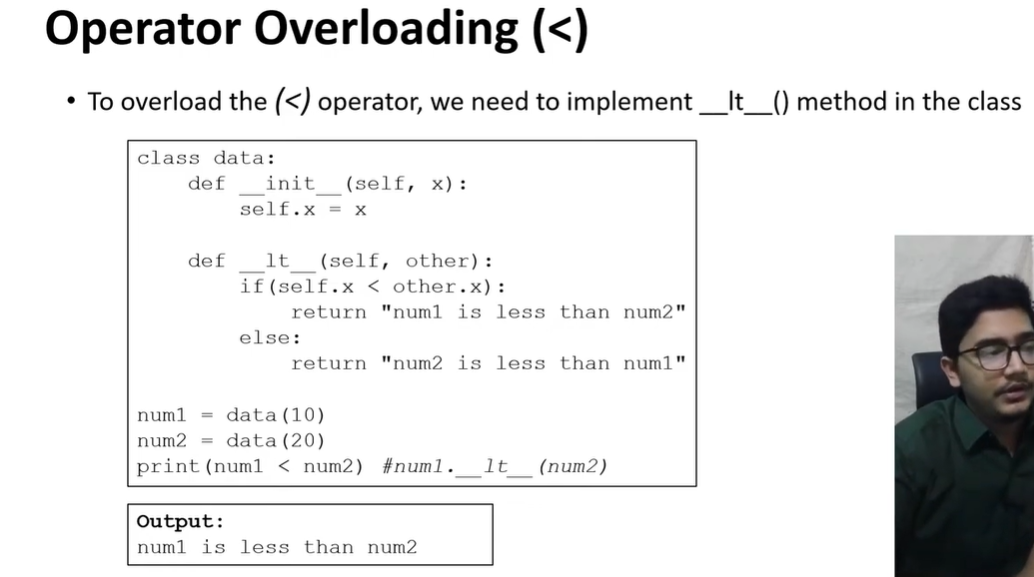 Operator Overloading (<)
• To overload the (<) operator, we need to implement __lt__() method in the class
class data:
    def __init__(self, x):
        self.x = x
    def __lt__(self, other):
        if(self.x < other.x):
            return "num1 is less than num2"
        else:
            return "num2 is less than num1"
num1 = data(10)
num2 = data(20)
print(num1 < num2) #num1.__lt__(num2)
Output:
num1 is less than num2